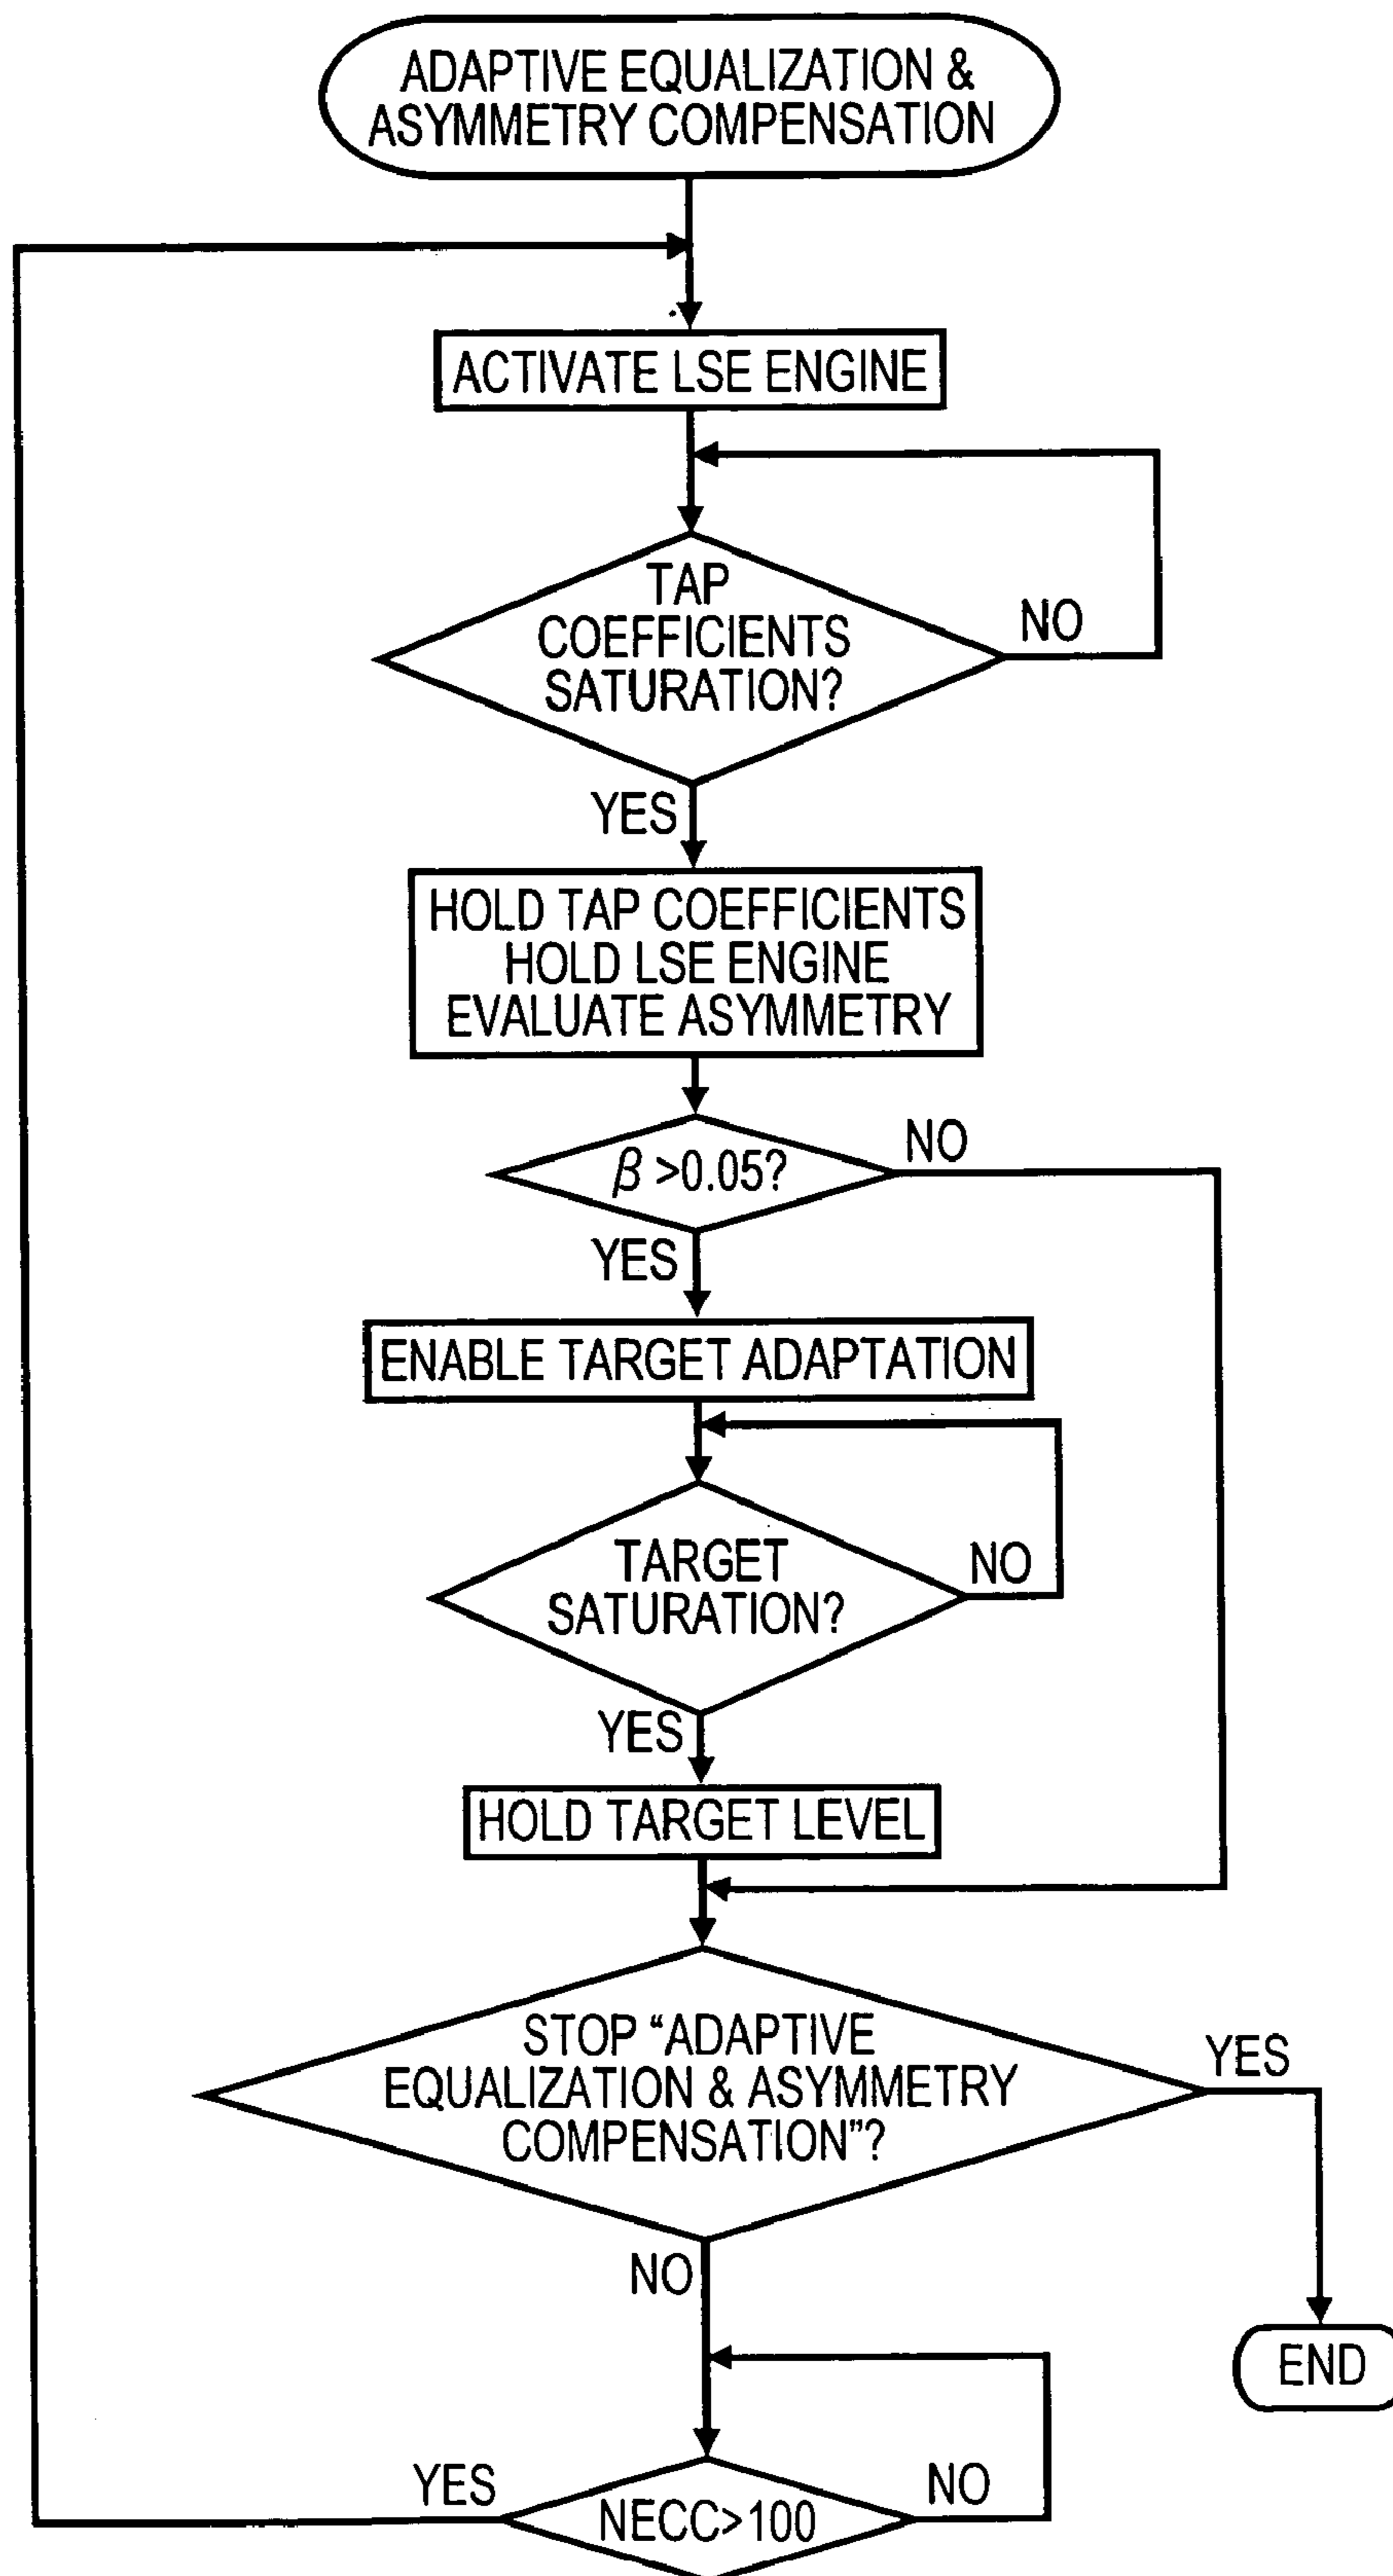 ADAPTIVE EQUALIZATION &
ASYMMETRY COMPENSATION
ACTIVATE LSE ENGINE
TAP
COEFFICIENTS
SATURATION?
NO
YES
HOLD TAP COEFFICIENTS
HOLD LSE ENGINE
EVALUATE ASYMMETRY
β >0.05?
NO
YES
ENABLE TARGET ADAPTATION
TARGET
SATURATION?
NO
YES
HOLD TARGET LEVEL
STOP “ADAPTIVE
EQUALIZATION & ASYMMETRY
COMPENSATION”?
YES
NO
END
YES
NECC>100
NO